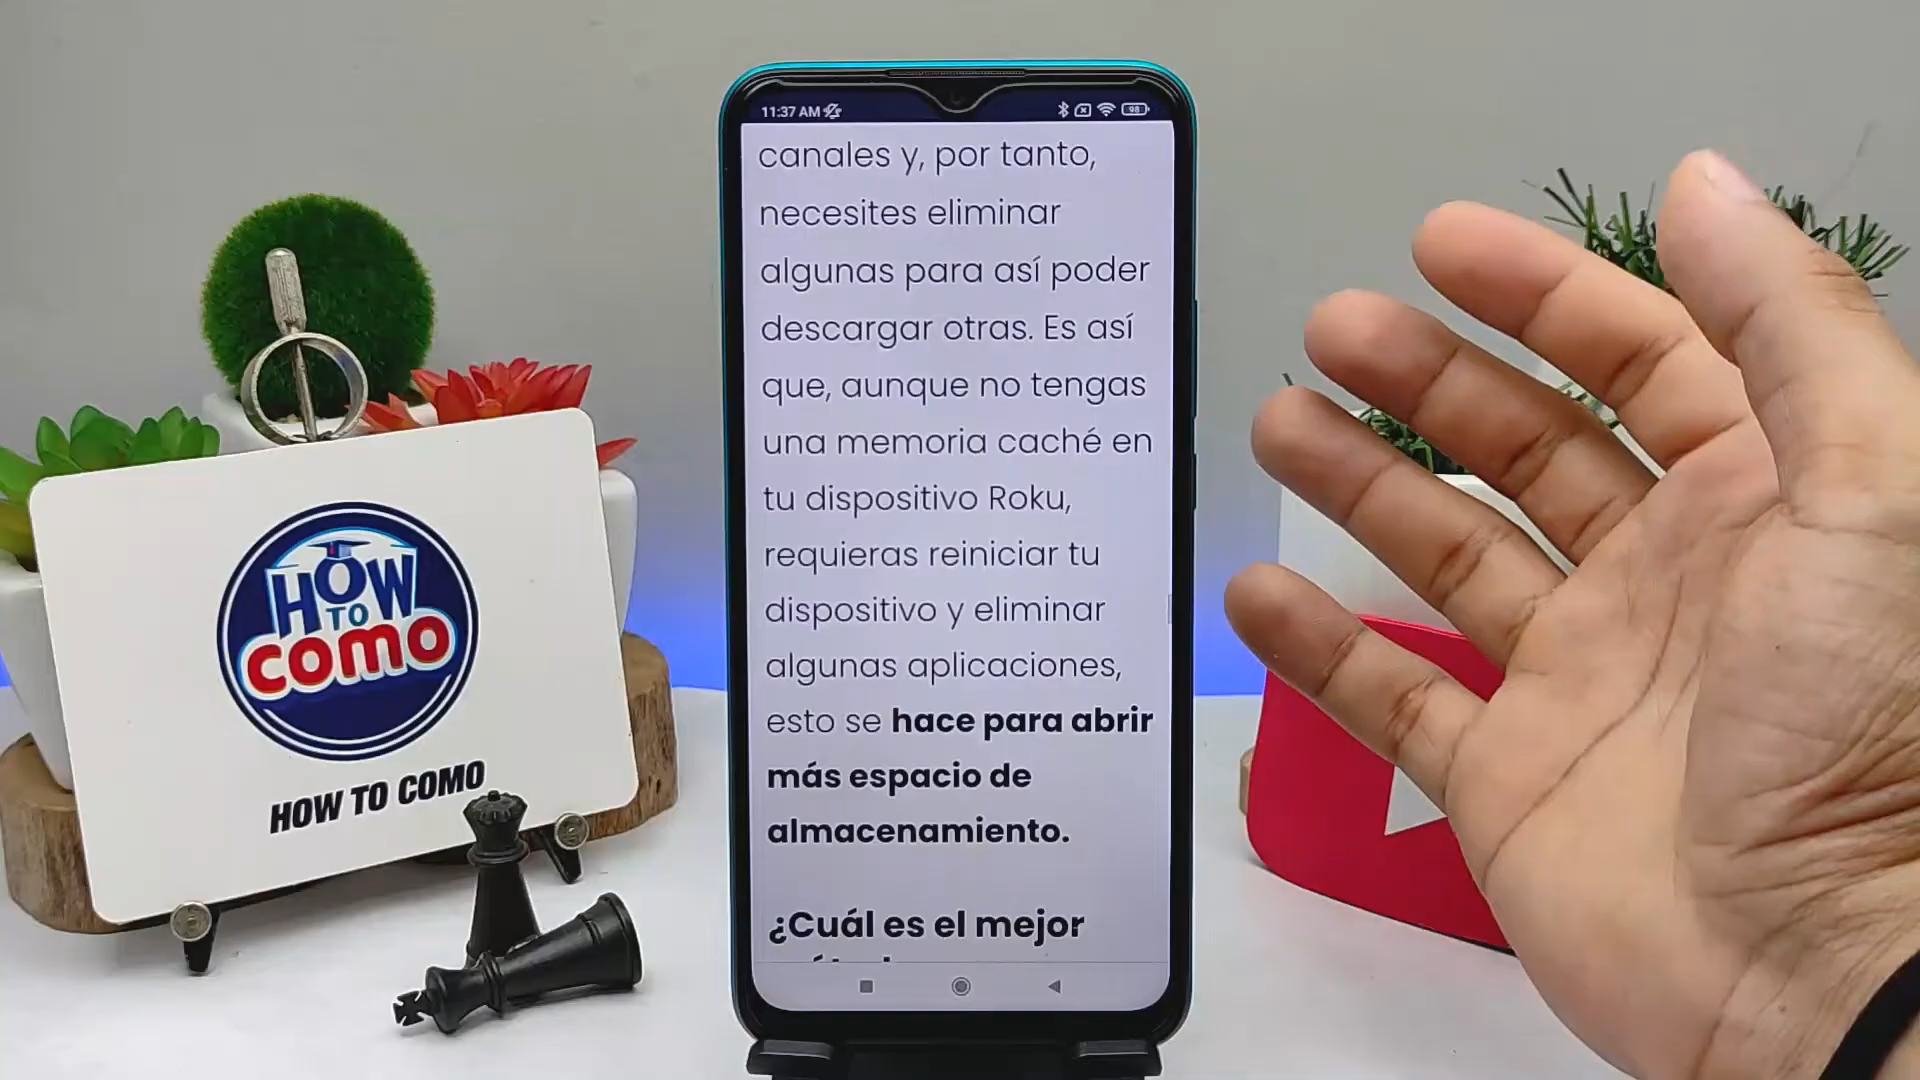 11:37 AM
98
canales y, por tanto,
necesites eliminar
algunas para así poder
descargar otras. Es así
que, aunque no tengas
una memoria caché en
tu dispositivo Roku,
requieras reiniciar tu
dispositivo y eliminar
algunas aplicaciones,
esto se hace para abrir
más espacio de
almacenamiento.
¿Cuál es el mejor
HOW
TO
COMO
HOW TO COMO